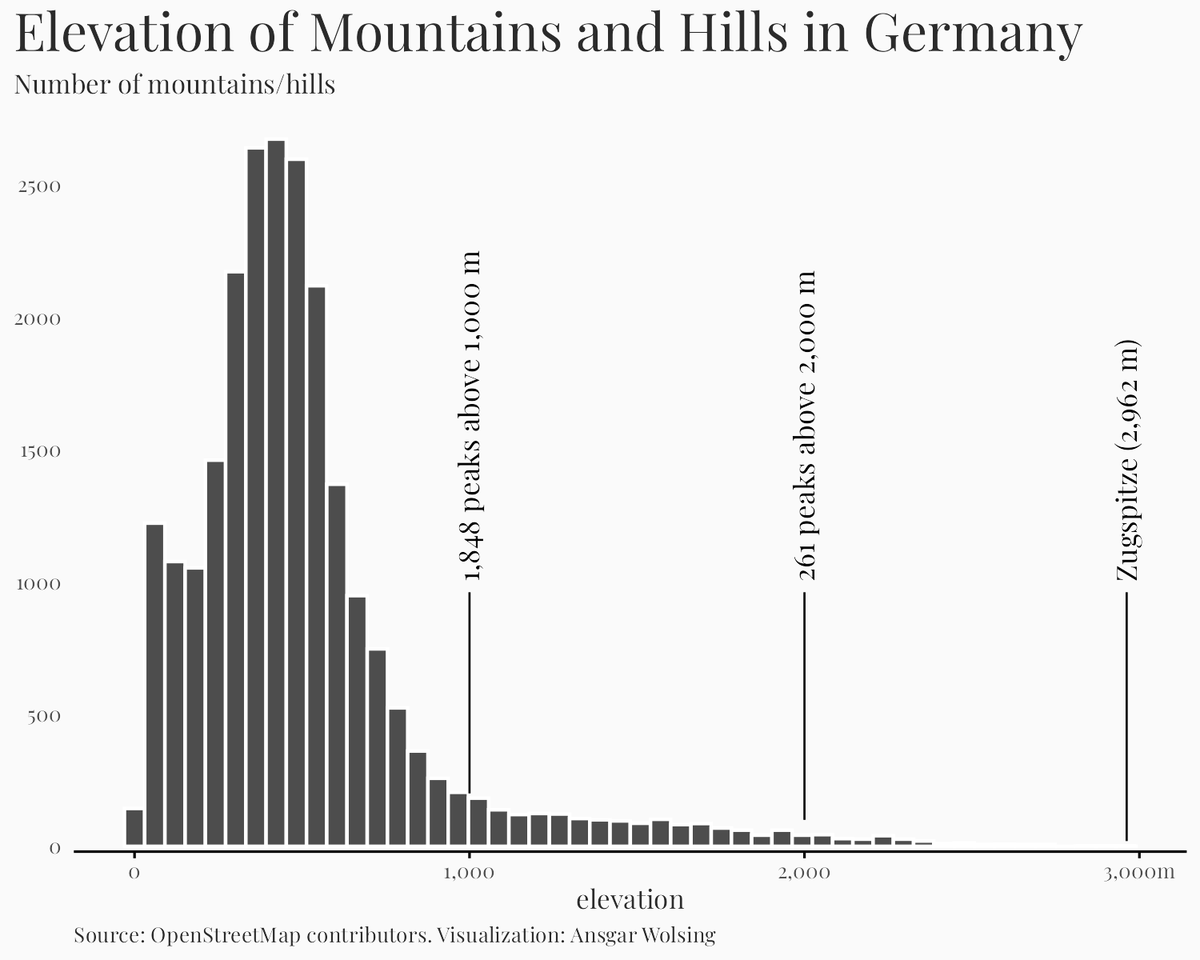 Elevation of Mountains and Hills in Germany
Number of mountains/hills
2500
2000
1500
1000
500
0
1,848 peaks above 1,000 m
261 peaks above 2,000 m
Zugspitze (2,962 m)
0 1,000 2,000 3,000m
elevation
Source: OpenStreetMap contributors. Visualization: Ansgar Wolsing